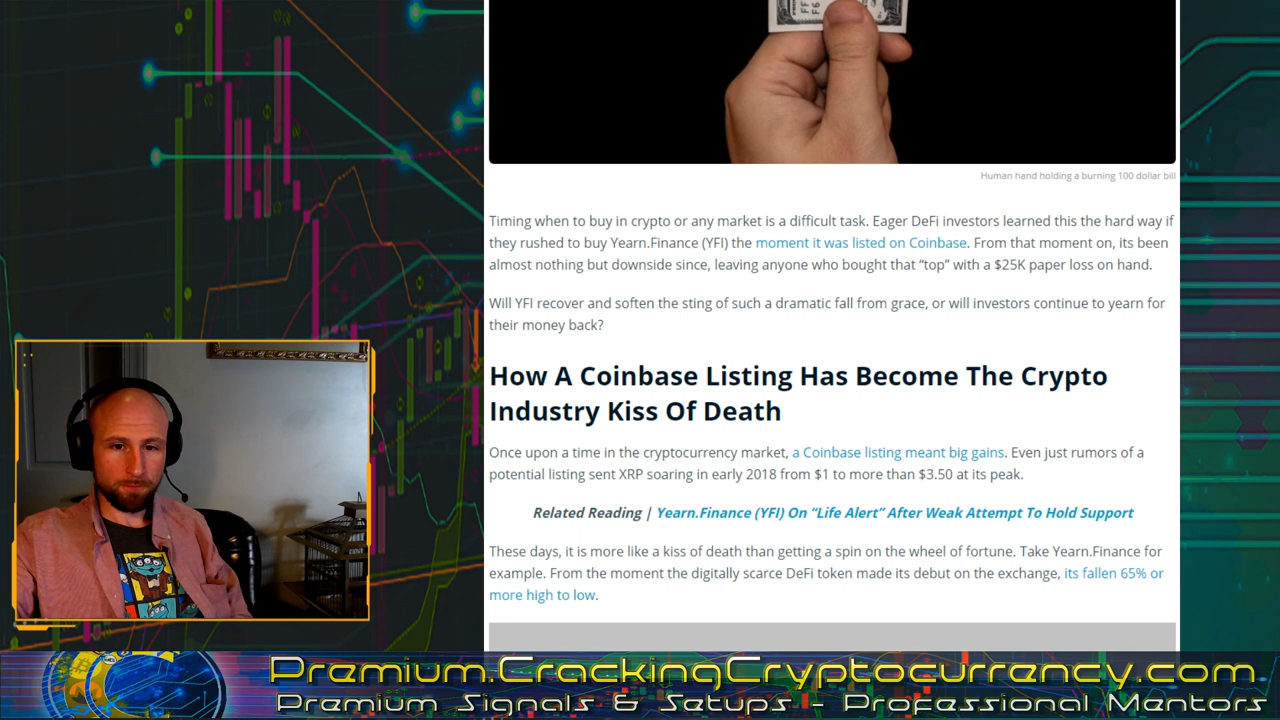 Human hand holding a burning 100 dollar bill
Timing when to buy in crypto or any market is a difficult task. Eager DeFi investors learned this the hard way if
they rushed to buy Yearn.Finance (YFI) the moment it was listed on Coinbase. From that moment on, its been
almost nothing but downside since, leaving anyone who bought that “top” with a $25K paper loss on hand.
Will YFI recover and soften the sting of such a dramatic fall from grace, or will investors continue to yearn for
their money back?
How A Coinbase Listing Has Become The Crypto
Industry Kiss Of Death
Once upon a time in the cryptocurrency market, a Coinbase listing meant big gains. Even just rumors of a
potential listing sent XRP soaring in early 2018 from $1 to more than $3.50 at its peak.
Related Reading | Yearn.Finance (YFI) On “Life Alert” After Weak Attempt To Hold Support
These days, it is more like a kiss of death than getting a spin on the wheel of fortune. Take Yearn.Finance for
example. From the moment the digitally scarce DeFi token made its debut on the exchange, its fallen 65% or
more high to low.
Premium.CrackingCryptocurrency.com
Premium Signals & Setups - Professional Mentors